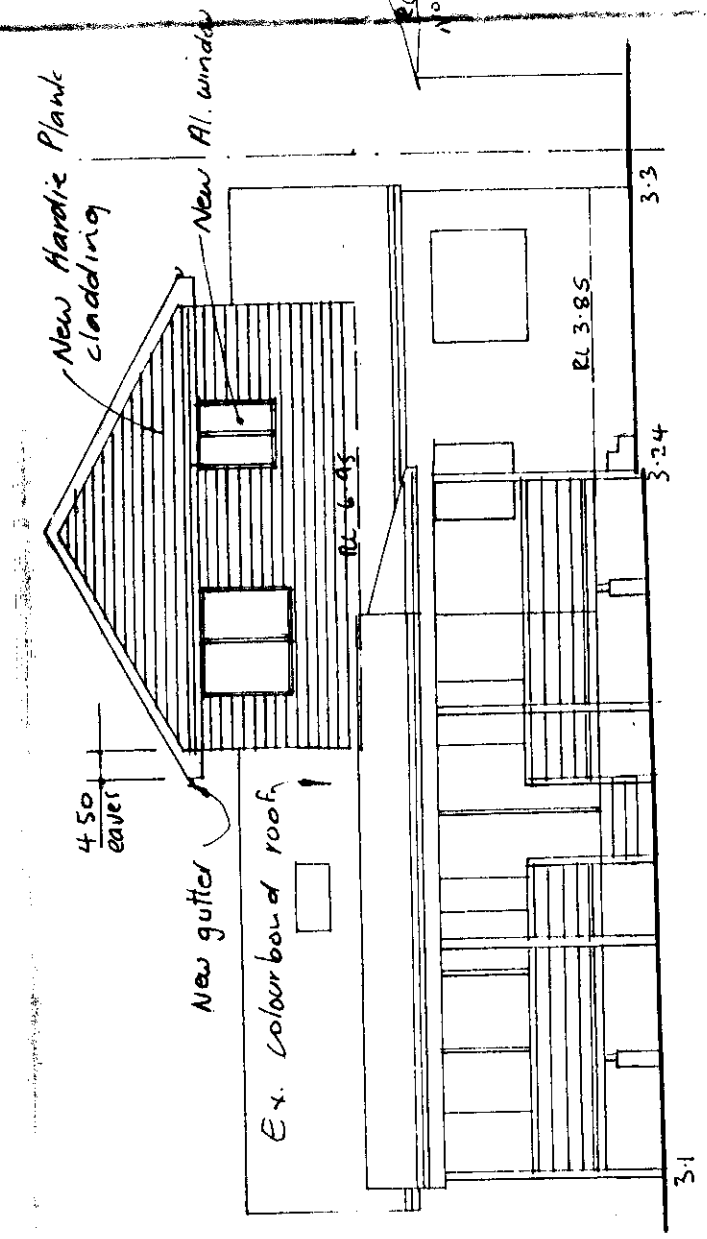 New Hardie Plank
cladding
New Al. window
450
eaves
New gutter
Ex. colourbond roof
RL 6.95
RL 3.85
3.1
3.24
3.3